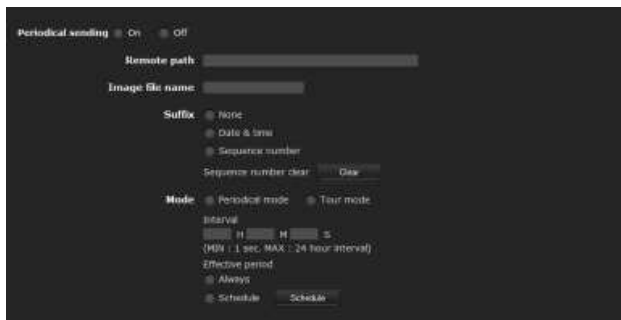 Periodical sending On Off
Remote path
Image file name
Suffix None
Date & time
Sequence number
Sequence number clear Clear
Mode Periodical mode Tour mode
Interval
H M S
(MIN : 1 sec. MAX : 24 hour interval)
Effective period
Always
Schedule Schedule